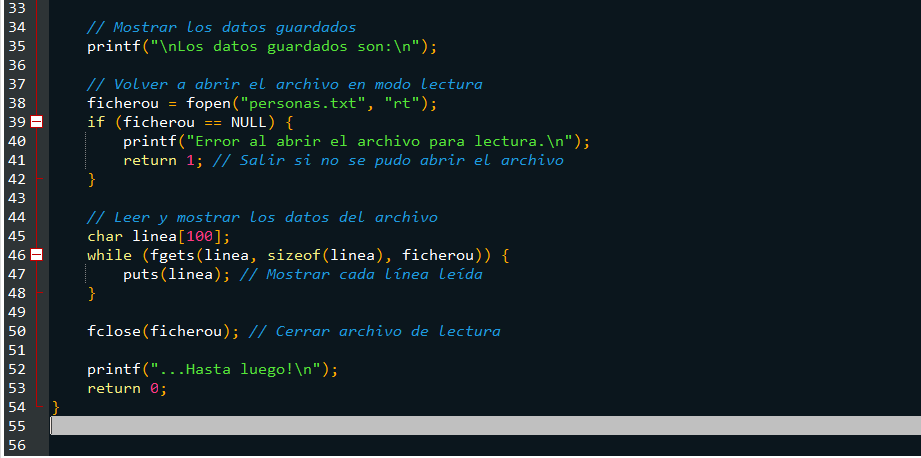 33
34 // Mostrar los datos guardados
35 printf("\nLos datos guardados son:\n");
36
37 // Volver a abrir el archivo en modo lectura
38 ficherou = fopen("personas.txt", "rt");
39 if (ficherou == NULL) {
40 printf("Error al abrir el archivo para lectura.\n");
41 return 1; // Salir si no se pudo abrir el archivo
42 }
43
44 // Leer y mostrar los datos del archivo
45 char linea[100];
46 while (fgets(linea, sizeof(linea), ficherou)) {
47 puts(linea); // Mostrar cada línea leída
48 }
49
50 fclose(ficherou); // Cerrar archivo de lectura
51
52 printf("...Hasta luego!\n");
53 return 0;
54 }
55
56